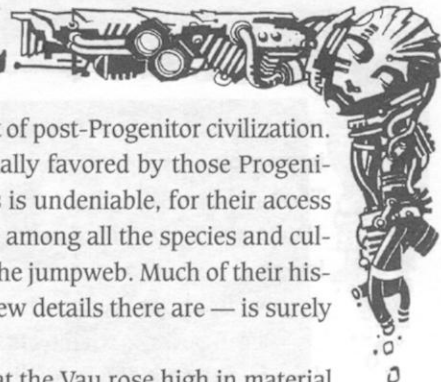 t of post-Progenitor civilization.
ally favored by those Progeni-
s is undeniable, for their access
among all the species and cul-
he jumpweb. Much of their his-
ew details there are — is surely
at the Vau rose high in material